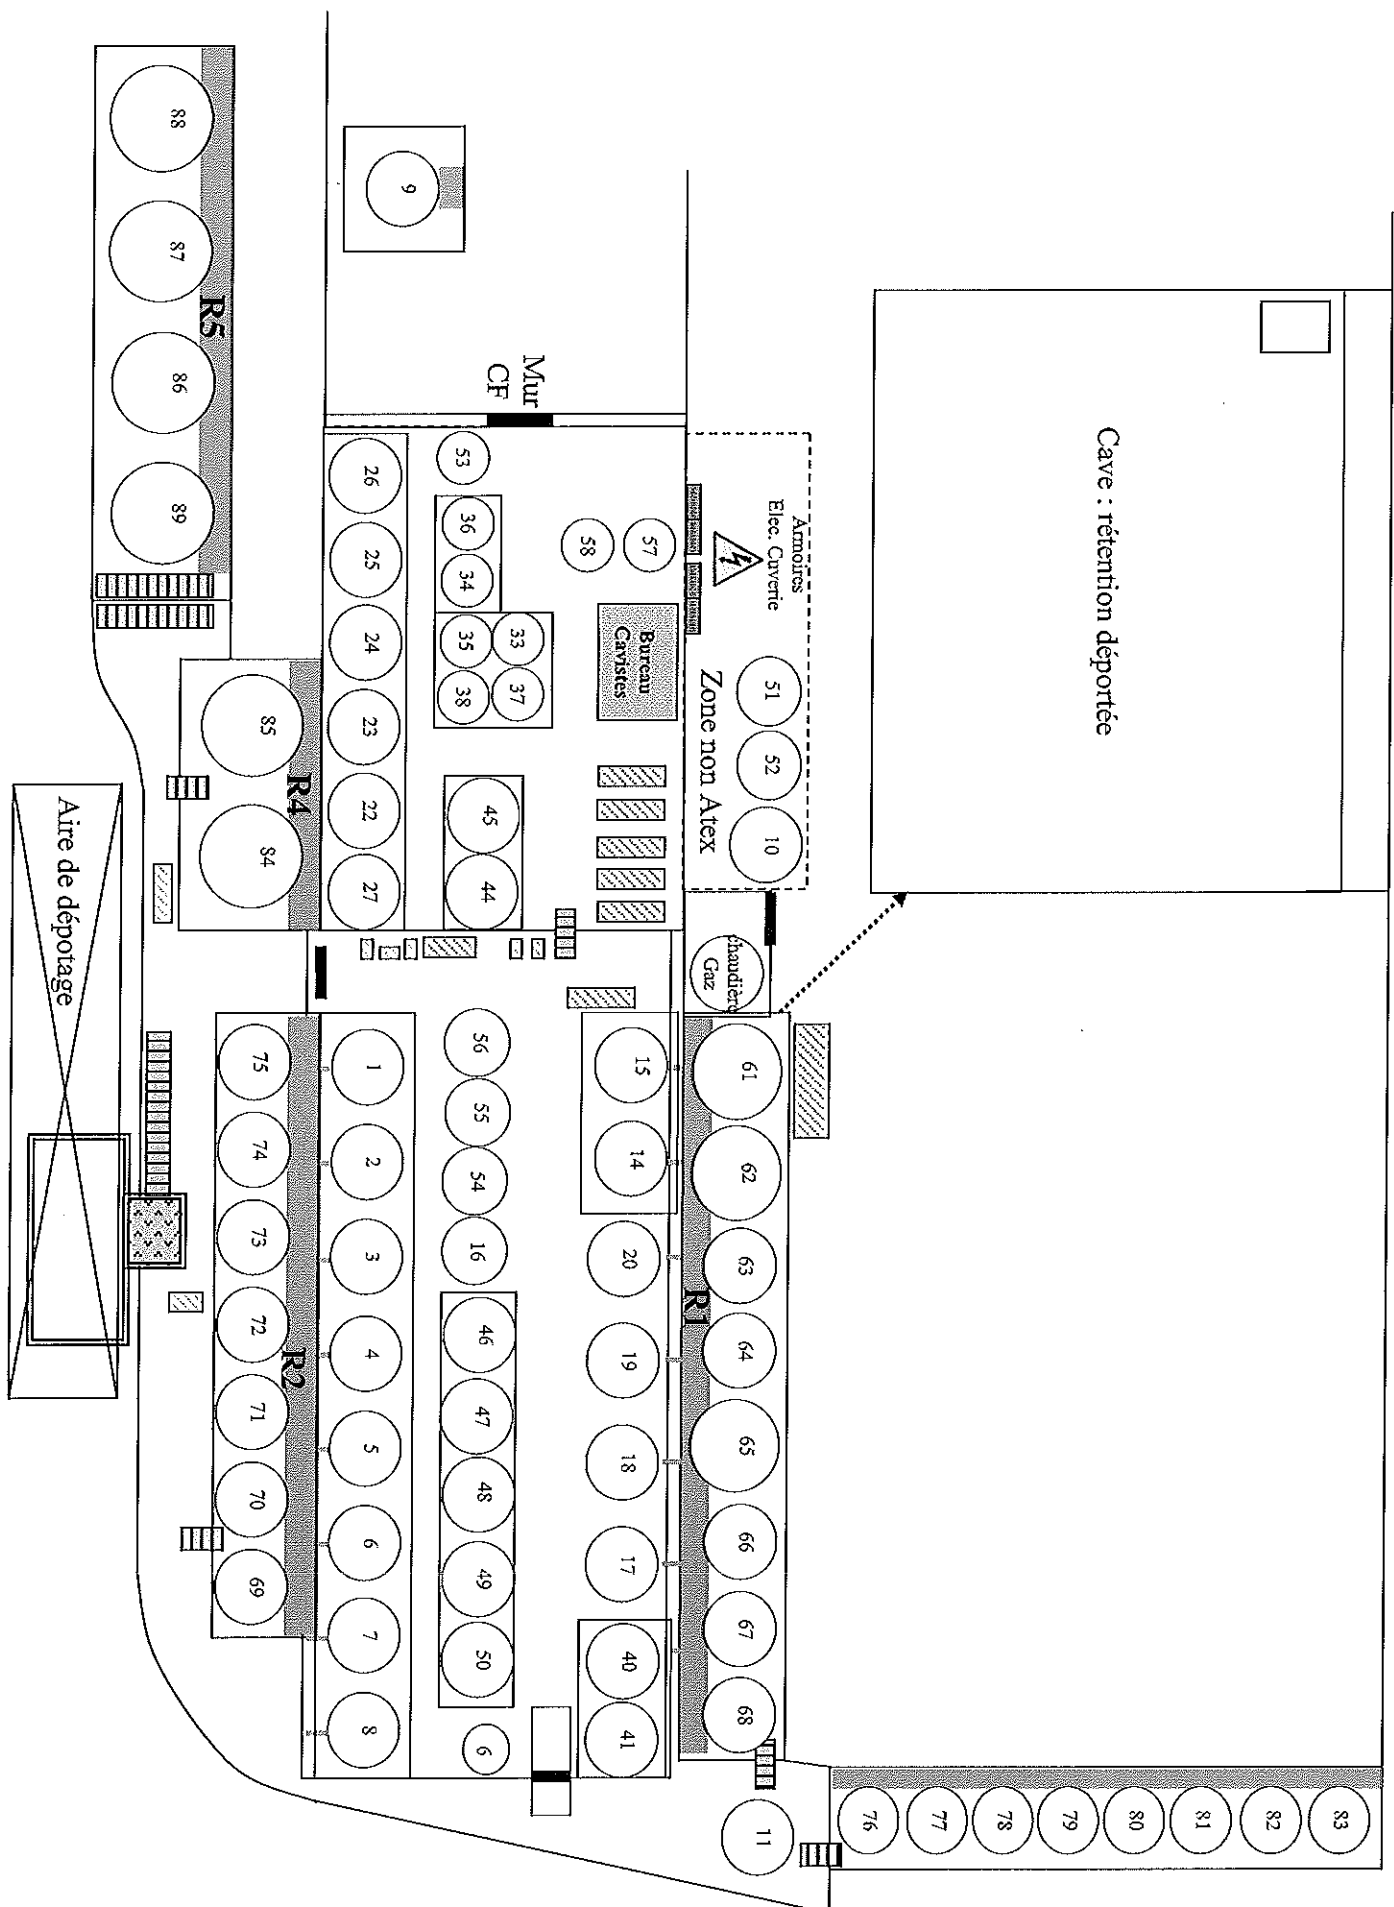 83
82
81
80
79
78
77
76
Cave : rétention déportée
Armoires
Elec. Cuverie
51 52 10
Zone non Atex
Chaudière
Gaz
61 62 63 64 65 66 67 68 11
R1
57
58
Bureau
Cavistes
15 14 20 19 18 17 40 41
Mur
CF
33 37
53 36 34 35 38 45 44 56 55 54 16 46 47 48 49 50 6
9
26 25 24 23 22 27 1 2 3 4 5 6 7 8
R4 R2
85 84 75 74 73 72 71 70 69
R5
88 87 86 89
Aire de dépotage